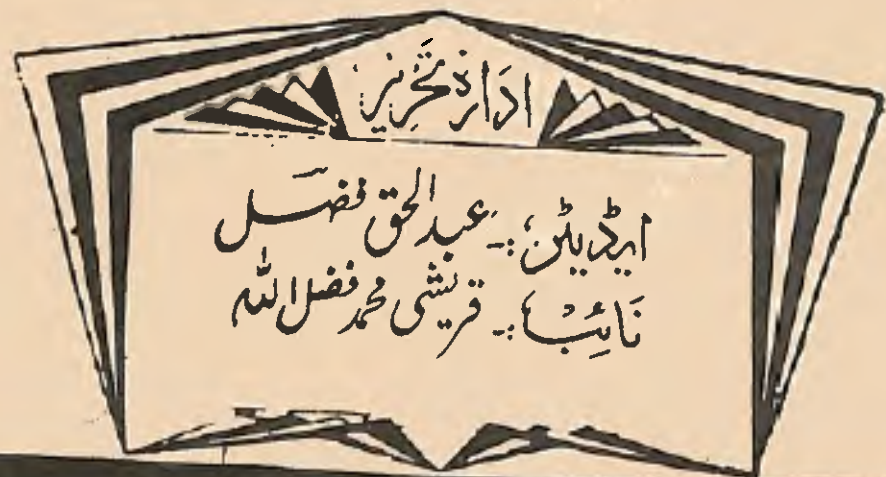 ادارۂ تحریر
ایڈیٹر:۔ عبدالحق فضل
نائب:۔ قریشی محمد فضل اللہ